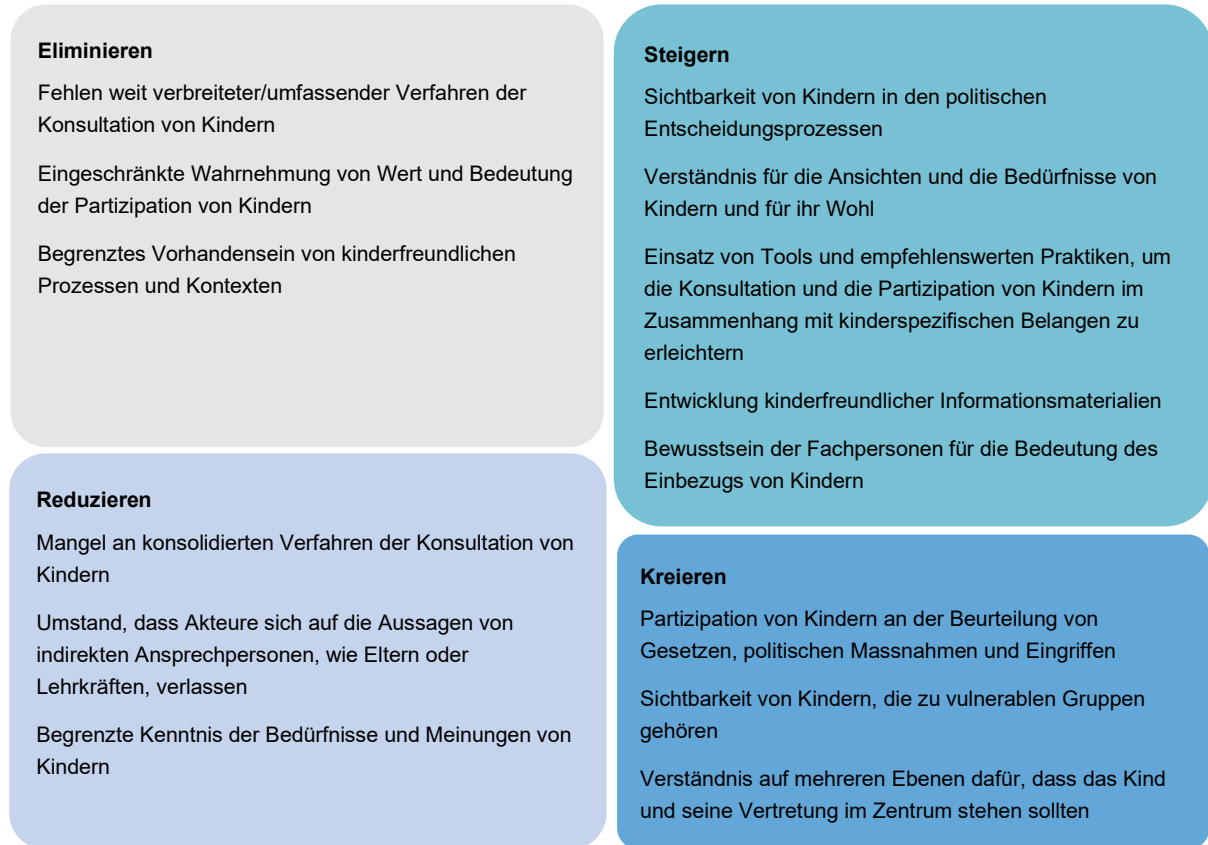 Eliminieren
Fehlen weit verbreiteter/umfassender Verfahren der
Konsultation von Kindern
Eingeschränkte Wahrnehmung von Wert und Bedeutung
der Partizipation von Kindern
Begrenztes Vorhandensein von kinderfreundlichen
Prozessen und Kontexten
Steigern
Sichtbarkeit von Kindern in den politischen
Entscheidungsprozessen
Verständnis für die Ansichten und die Bedürfnisse von
Kindern und für ihr Wohl
Einsatz von Tools und empfehlenswerten Praktiken, um
die Konsultation und die Partizipation von Kindern im
Zusammenhang mit kinderspezifischen Belangen zu
erleichtern
Entwicklung kinderfreundlicher Informationsmaterialien
Bewusstsein der Fachpersonen für die Bedeutung des
Einbezugs von Kindern
Reduzieren
Mangel an konsolidierten Verfahren der Konsultation von
Kindern
Umstand, dass Akteure sich auf die Aussagen von
indirekten Ansprechpersonen, wie Eltern oder
Lehrkräften, verlassen
Begrenzte Kenntnis der Bedürfnisse und Meinungen von
Kindern
Kreieren
Partizipation von Kindern an der Beurteilung von
Gesetzen, politischen Massnahmen und Eingriffen
Sichtbarkeit von Kindern, die zu vulnerablen Gruppen
gehören
Verständnis auf mehreren Ebenen dafür, dass das Kind
und seine Vertretung im Zentrum stehen sollten